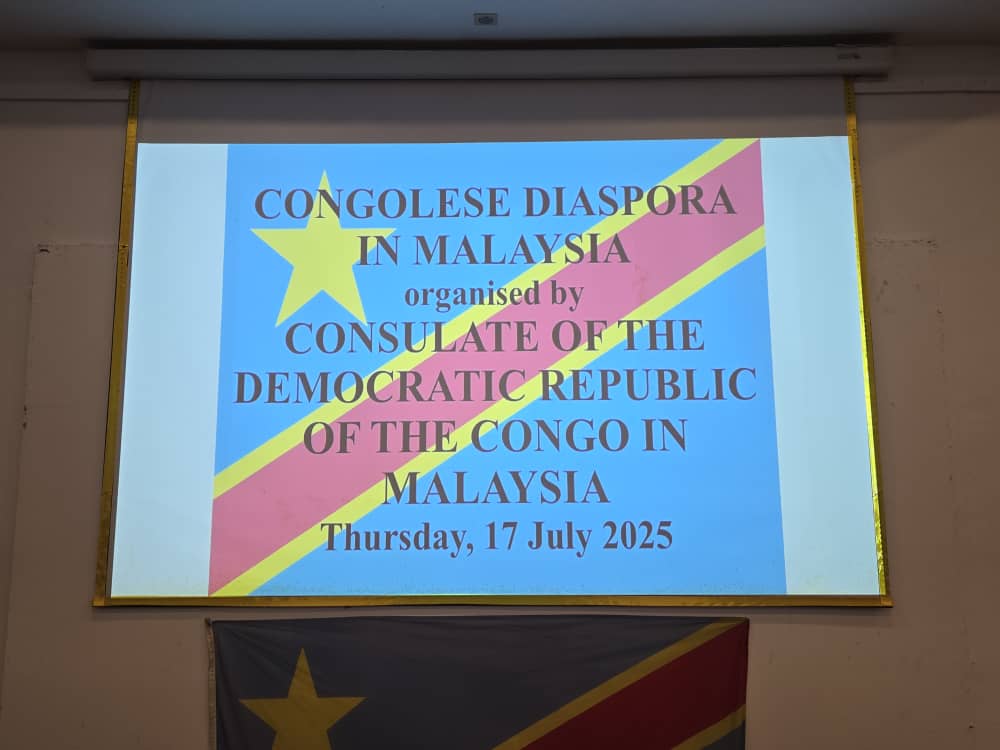 CONGOLESE DIASPORA
IN MALAYSIA
organised by
CONSULATE OF THE
DEMOCRATIC REPUBLIC
OF THE CONGO IN
MALAYSIA
Thursday, 17 July 2025